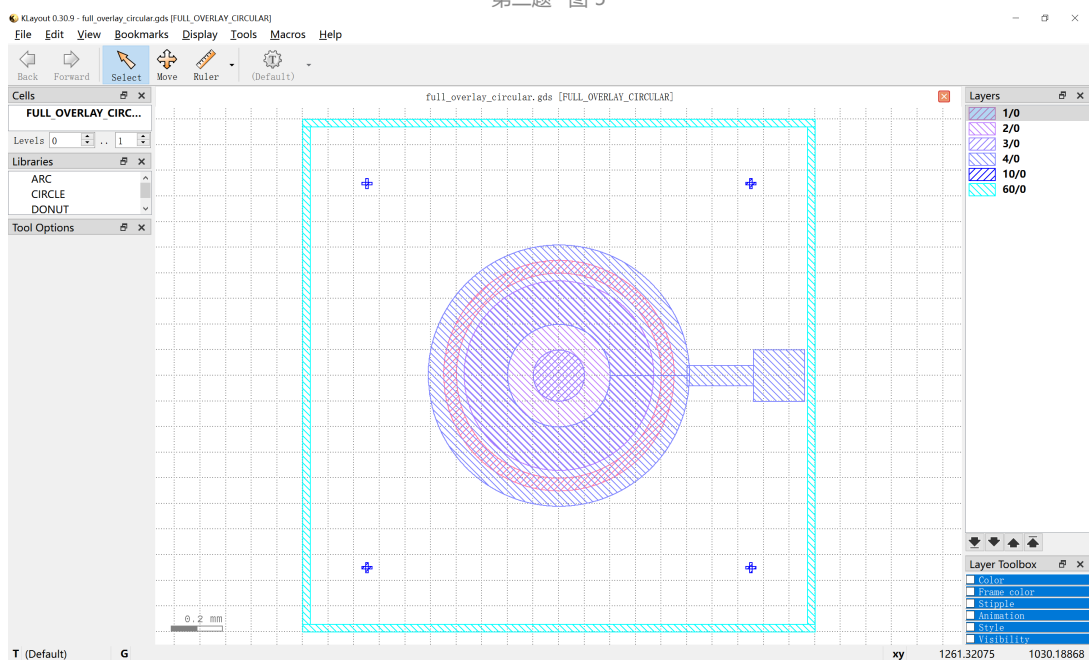 KLayout 0.30.9 - full_overlay_circular.gds [FULL_OVERLAY_CIRCULAR]
File Edit View Bookmarks Display Tools Macros Help
Back Forward Select Move Ruler (Default)
Cells
FULL_OVERLAY_CIRC...
Levels 0 .. 1
Libraries
ARC
CIRCLE
DONUT
Tool Options
full_overlay_circular.gds [FULL_OVERLAY_CIRCULAR]
0.2 mm
Layers
1/0
2/0
3/0
4/0
10/0
60/0
Layer Toolbox
Color
Frame color
Stipple
Animation
Style
Visibility
T (Default) G xy 1261.32075 1030.18868